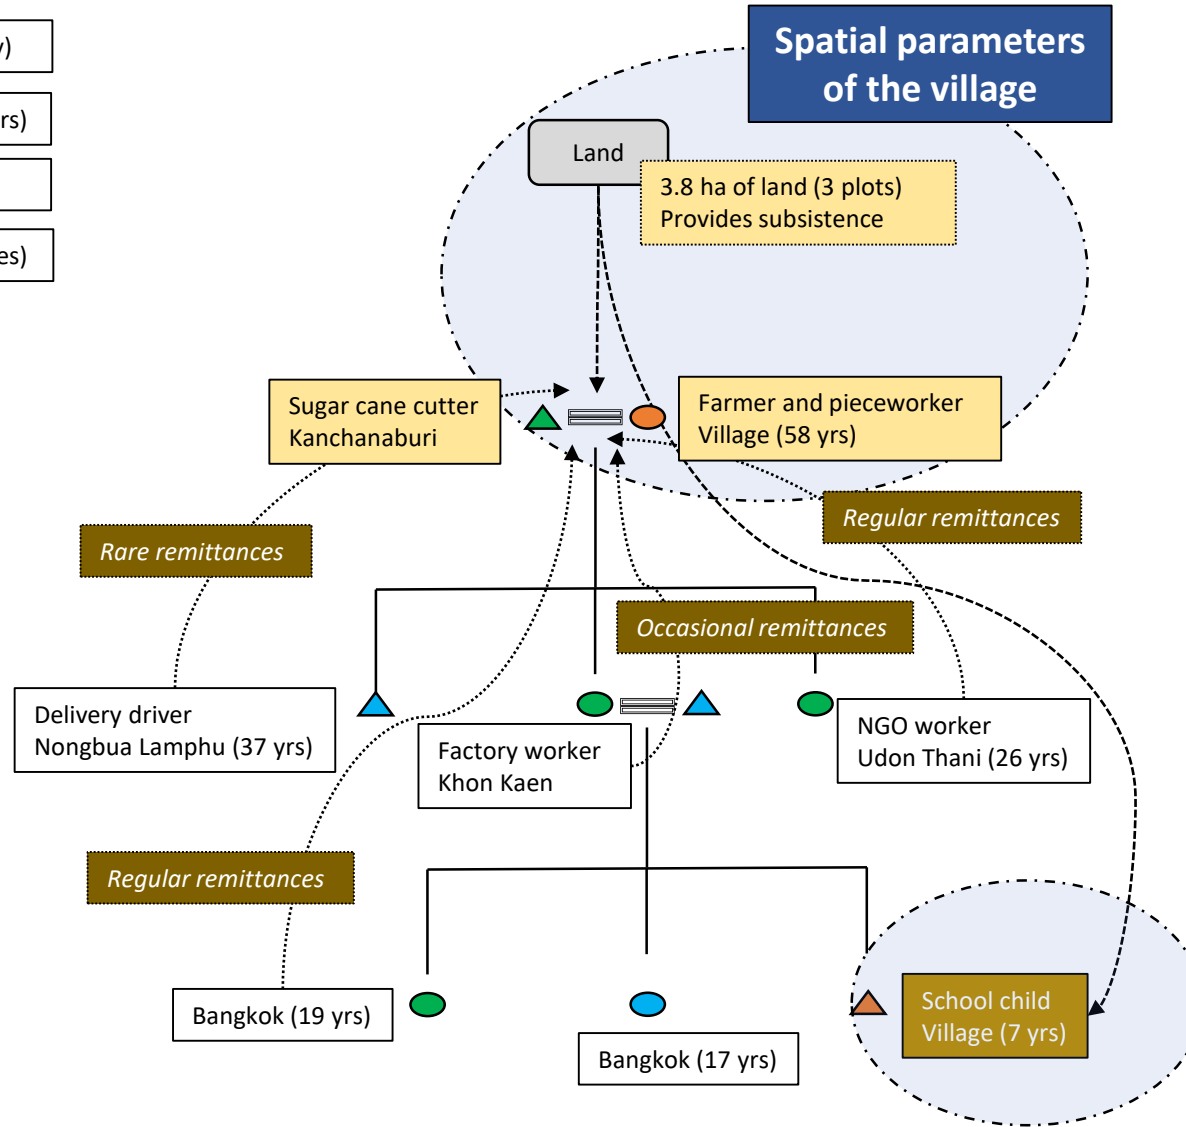 Spatial parameters
of the village
Land
3.8 ha of land (3 plots)
Provides subsistence
Sugar cane cutter
Kanchanaburi
Farmer and pieceworker
Village (58 yrs)
Rare remittances
Regular remittances
Occasional remittances
Delivery driver
Nongbua Lamphu (37 yrs)
Factory worker
Khon Kaen
NGO worker
Udon Thani (26 yrs)
Regular remittances
Bangkok (19 yrs)
Bangkok (17 yrs)
School child
Village (7 yrs)